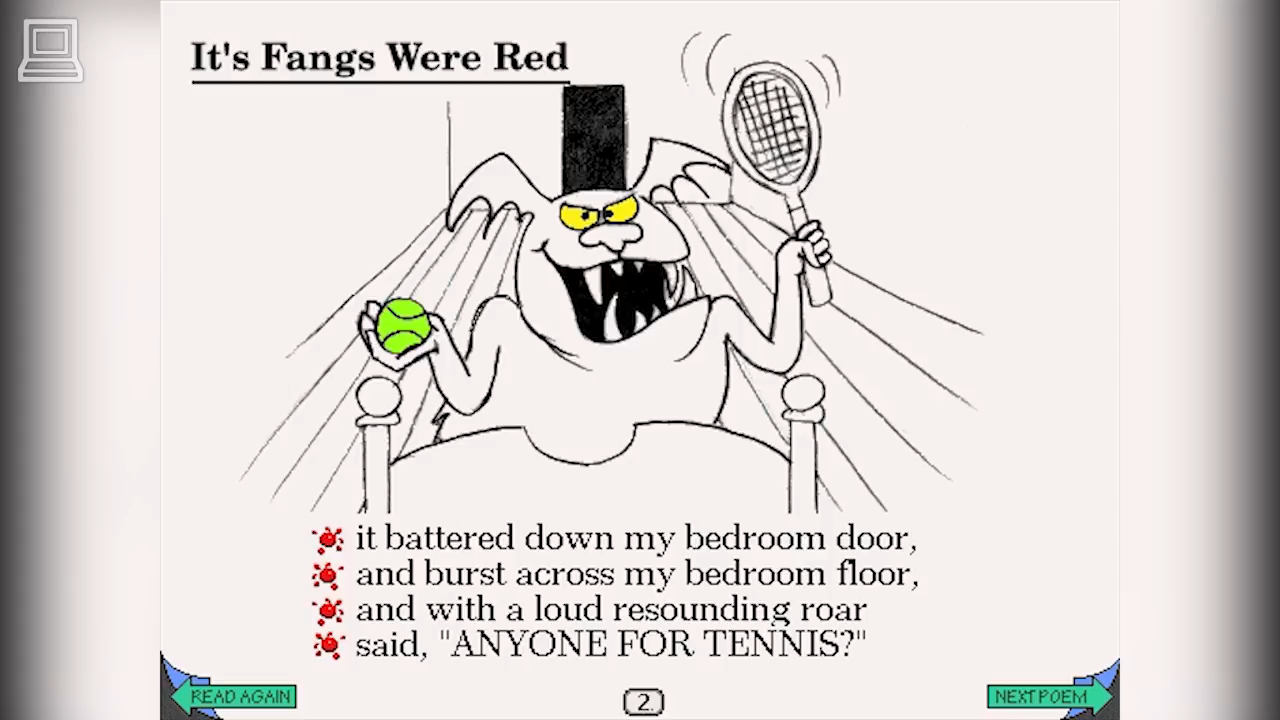 It's Fangs Were Red
it battered down my bedroom door,
and burst across my bedroom floor,
and with a loud resounding roar
said, "ANYONE FOR TENNIS?"
READ AGAIN
2.
NEXT POEM